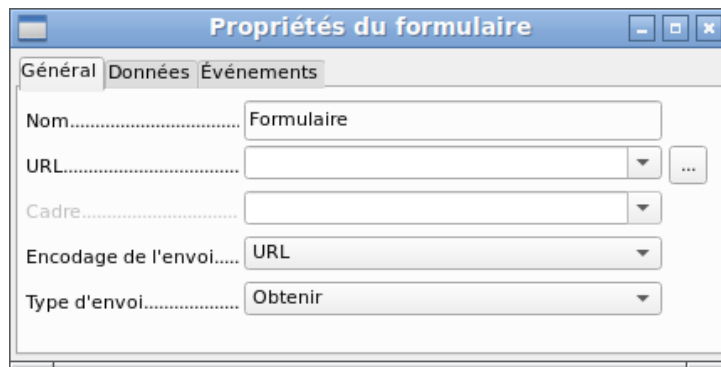 Propriétés du formulaire
Général Données Événements
Nom................................. Formulaire
URL.................................. ...
Cadre..............................
Encodage de l'envoi..... URL
Type d'envoi.................. Obtenir